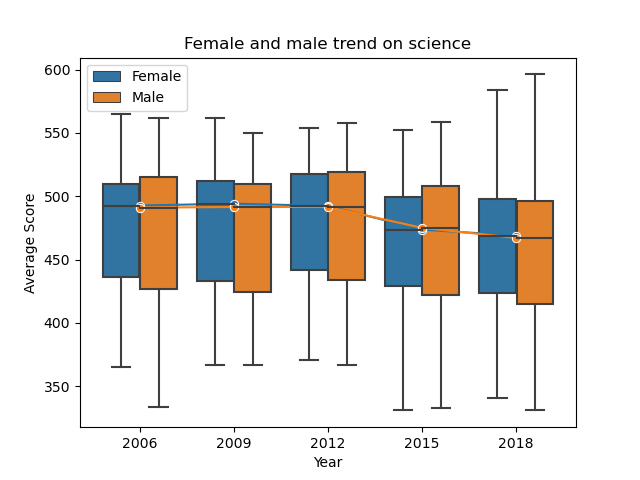 Female and male trend on science
Female
Male
600
550
500
450
400
350
Average Score
2006
2009
2012
2015
2018
Year